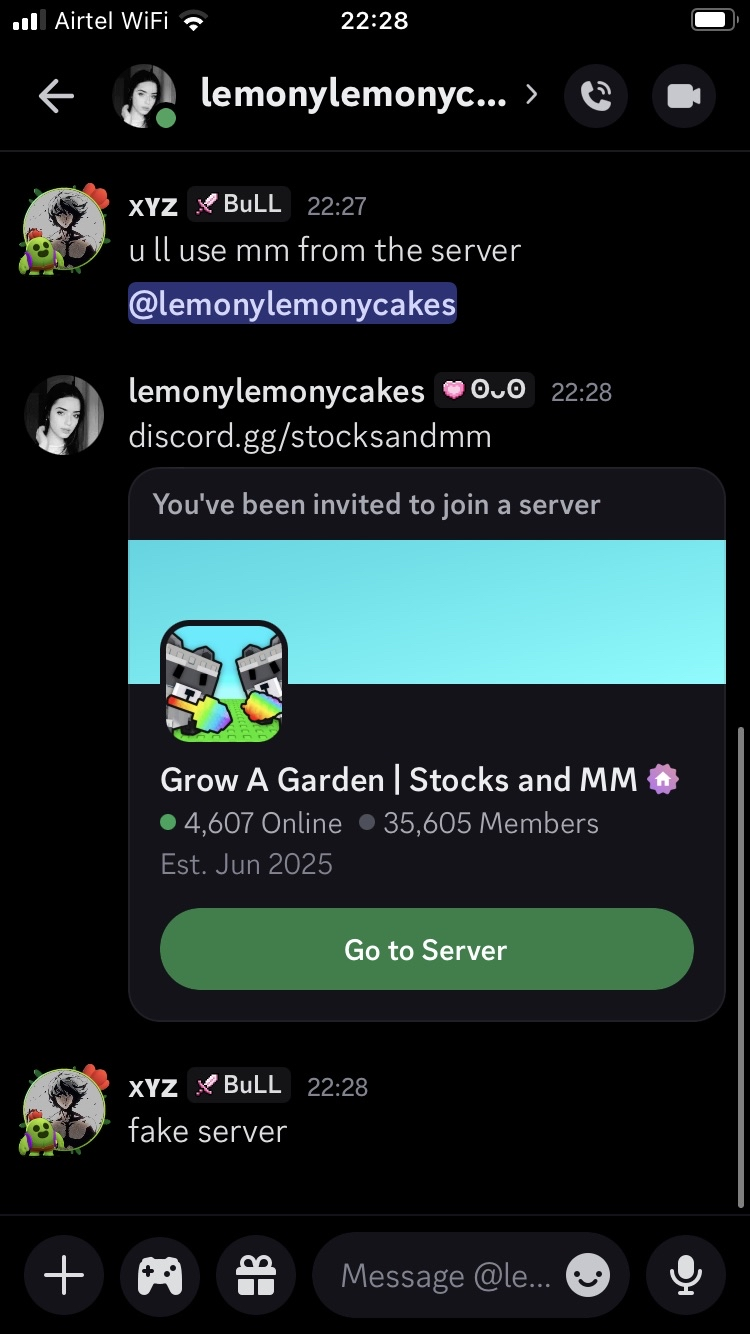 Airtel WiFi 22:28
lemonylemonyc...
xYZ BuLL 22:27
u ll use mm from the server
@lemonylemonycakes
lemonylemonycakes ʘᴗʘ 22:28
discord.gg/stocksandmm
You've been invited to join a server
Grow A Garden | Stocks and MM
4,607 Online 35,605 Members
Est. Jun 2025
Go to Server
xYZ BuLL 22:28
fake server
Message @le...